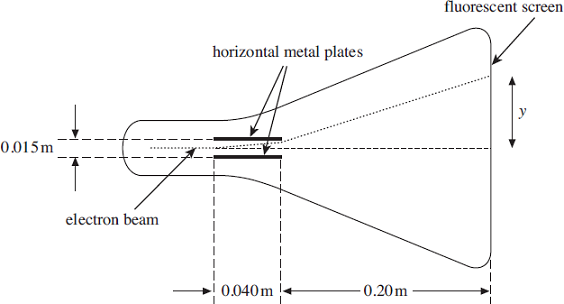 fluorescent screen
horizontal metal plates
y
0.015 m
electron beam
0.040 m
0.20 m